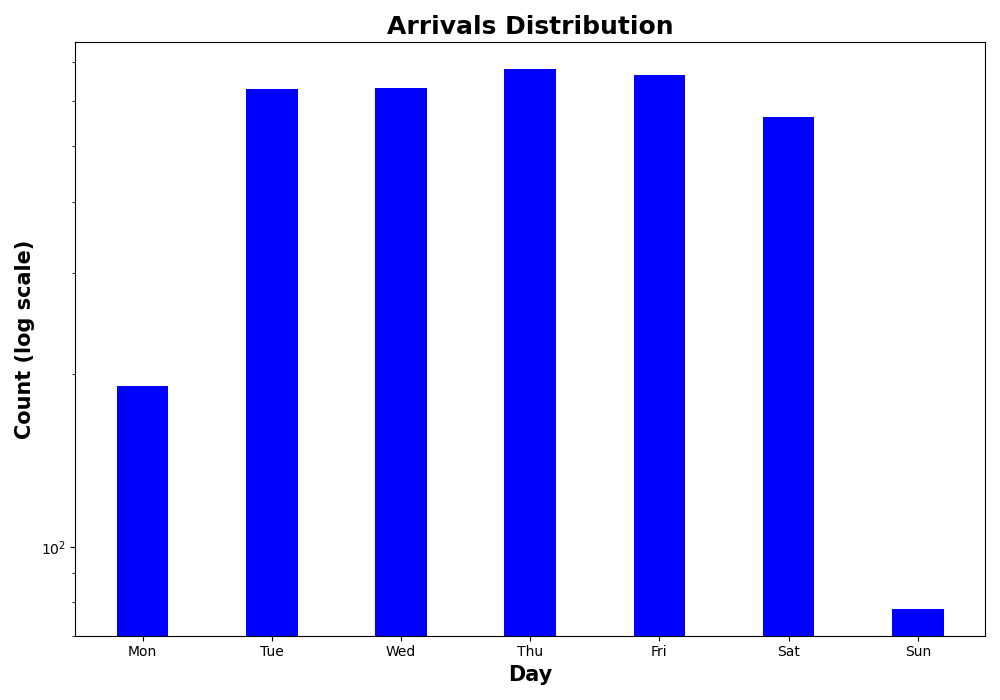 Arrivals Distribution
Count (log scale)
10²
Mon Tue Wed Thu Fri Sat Sun
Day